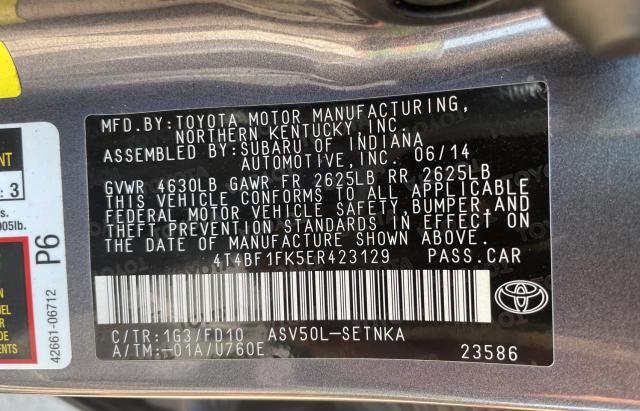 MFD.BY:TOYOTA MOTOR MANUFACTURING,
NORTHERN KENTUCKY, INC.
ASSEMBLED BY:SUBARU OF INDIANA
AUTOMOTIVE,INC. 06/14
GVWR 4630LB GAWR FR 2625LB RR 2625LB
THIS VEHICLE CONFORMS TO ALL APPLICABLE
FEDERAL MOTOR VEHICLE SAFETY, BUMPER AND
THEFT PREVENTION STANDARDS IN EFFECT ON
THE DATE OF MANUFACTURE SHOWN ABOVE.
4T4BF1FK5ER423129 PASS.CAR
C/TR:1G3/FD10 ASV50L-SETNKA
A/TM:-01A/U760E 23586
P6
42661-06712
: 3
905lb.